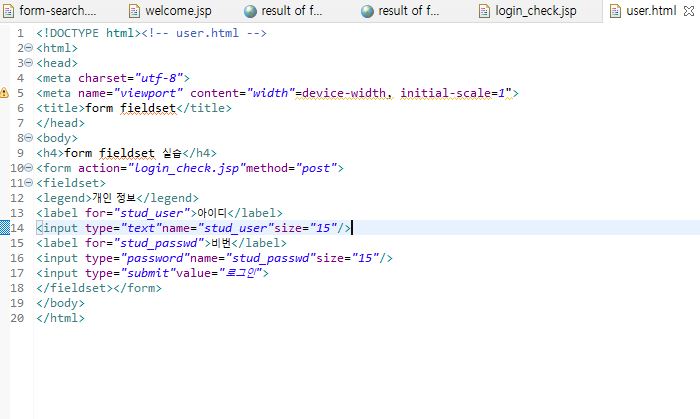 form-search....
welcome.jsp
result of f...
result of f...
login_check.jsp
user.html
1 <!DOCTYPE html><!-- user.html -->
2 <html>
3 <head>
4 <meta charset="utf-8">
5 <meta name="viewport" content="width"=device-width, initial-scale=1">
6 <title>form fieldset</title>
7 </head>
8 <body>
9 <h4>form fieldset 실습</h4>
10 <form action="login_check.jsp"method="post">
11 <fieldset>
12 <legend>개인 정보</legend>
13 <label for="stud_user">아이디</label>
14 <input type="text"name="stud_user"size="15"/>
15 <label for="stud_passwd">비번</label>
16 <input type="password"name="stud_passwd"size="15"/>
17 <input type="submit"value="로그인">
18 </fieldset></form>
19 </body>
20 </html>